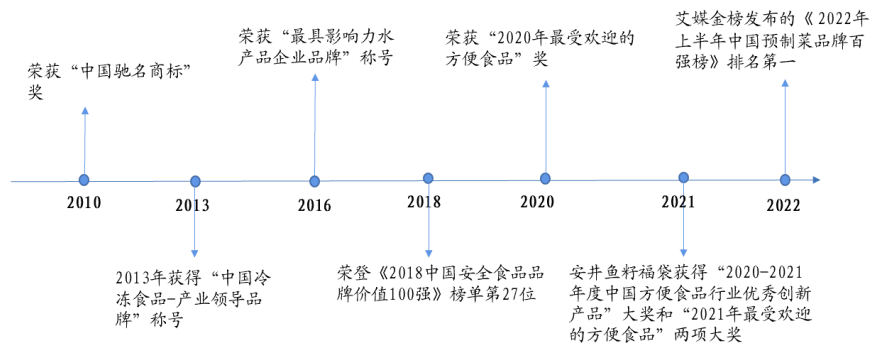 荣获“中国驰名商标”
奖
荣获“最具影响力水
产品企业品牌”称号
荣获“2020年最受欢迎的
方便食品”奖
艾媒金榜发布的《2022年
上半年中国预制菜品牌百
强榜》排名第一
2010
2013
2016
2018
2020
2021
2022
2013年获得“中国冷
冻食品-产业领导品
牌”称号
荣登《2018中国安全食品品
牌价值100强》榜单第27位
安井鱼籽福袋获得“2020-2021
年度中国方便食品行业优秀创新
产品”大奖和“2021年最受欢迎
的方便食品”两项大奖